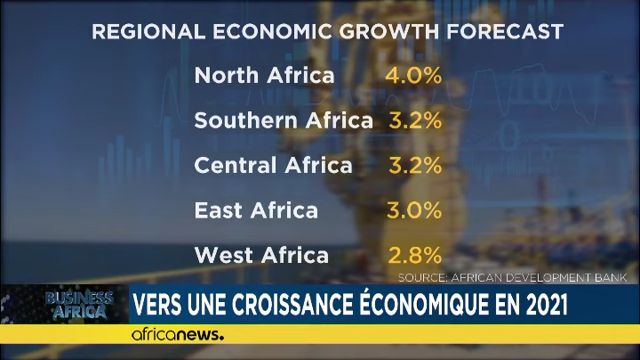 REGIONAL ECONOMIC GROWTH FORECAST
North Africa 4.0%
Southern Africa 3.2%
Central Africa 3.2%
East Africa 3.0%
West Africa 2.8%
SOURCE: AFRICAN DEVELOPMENT BANK
BUSINESS
AFRICA
VERS UNE CROISSANCE ÉCONOMIQUE EN 2021
africanews.